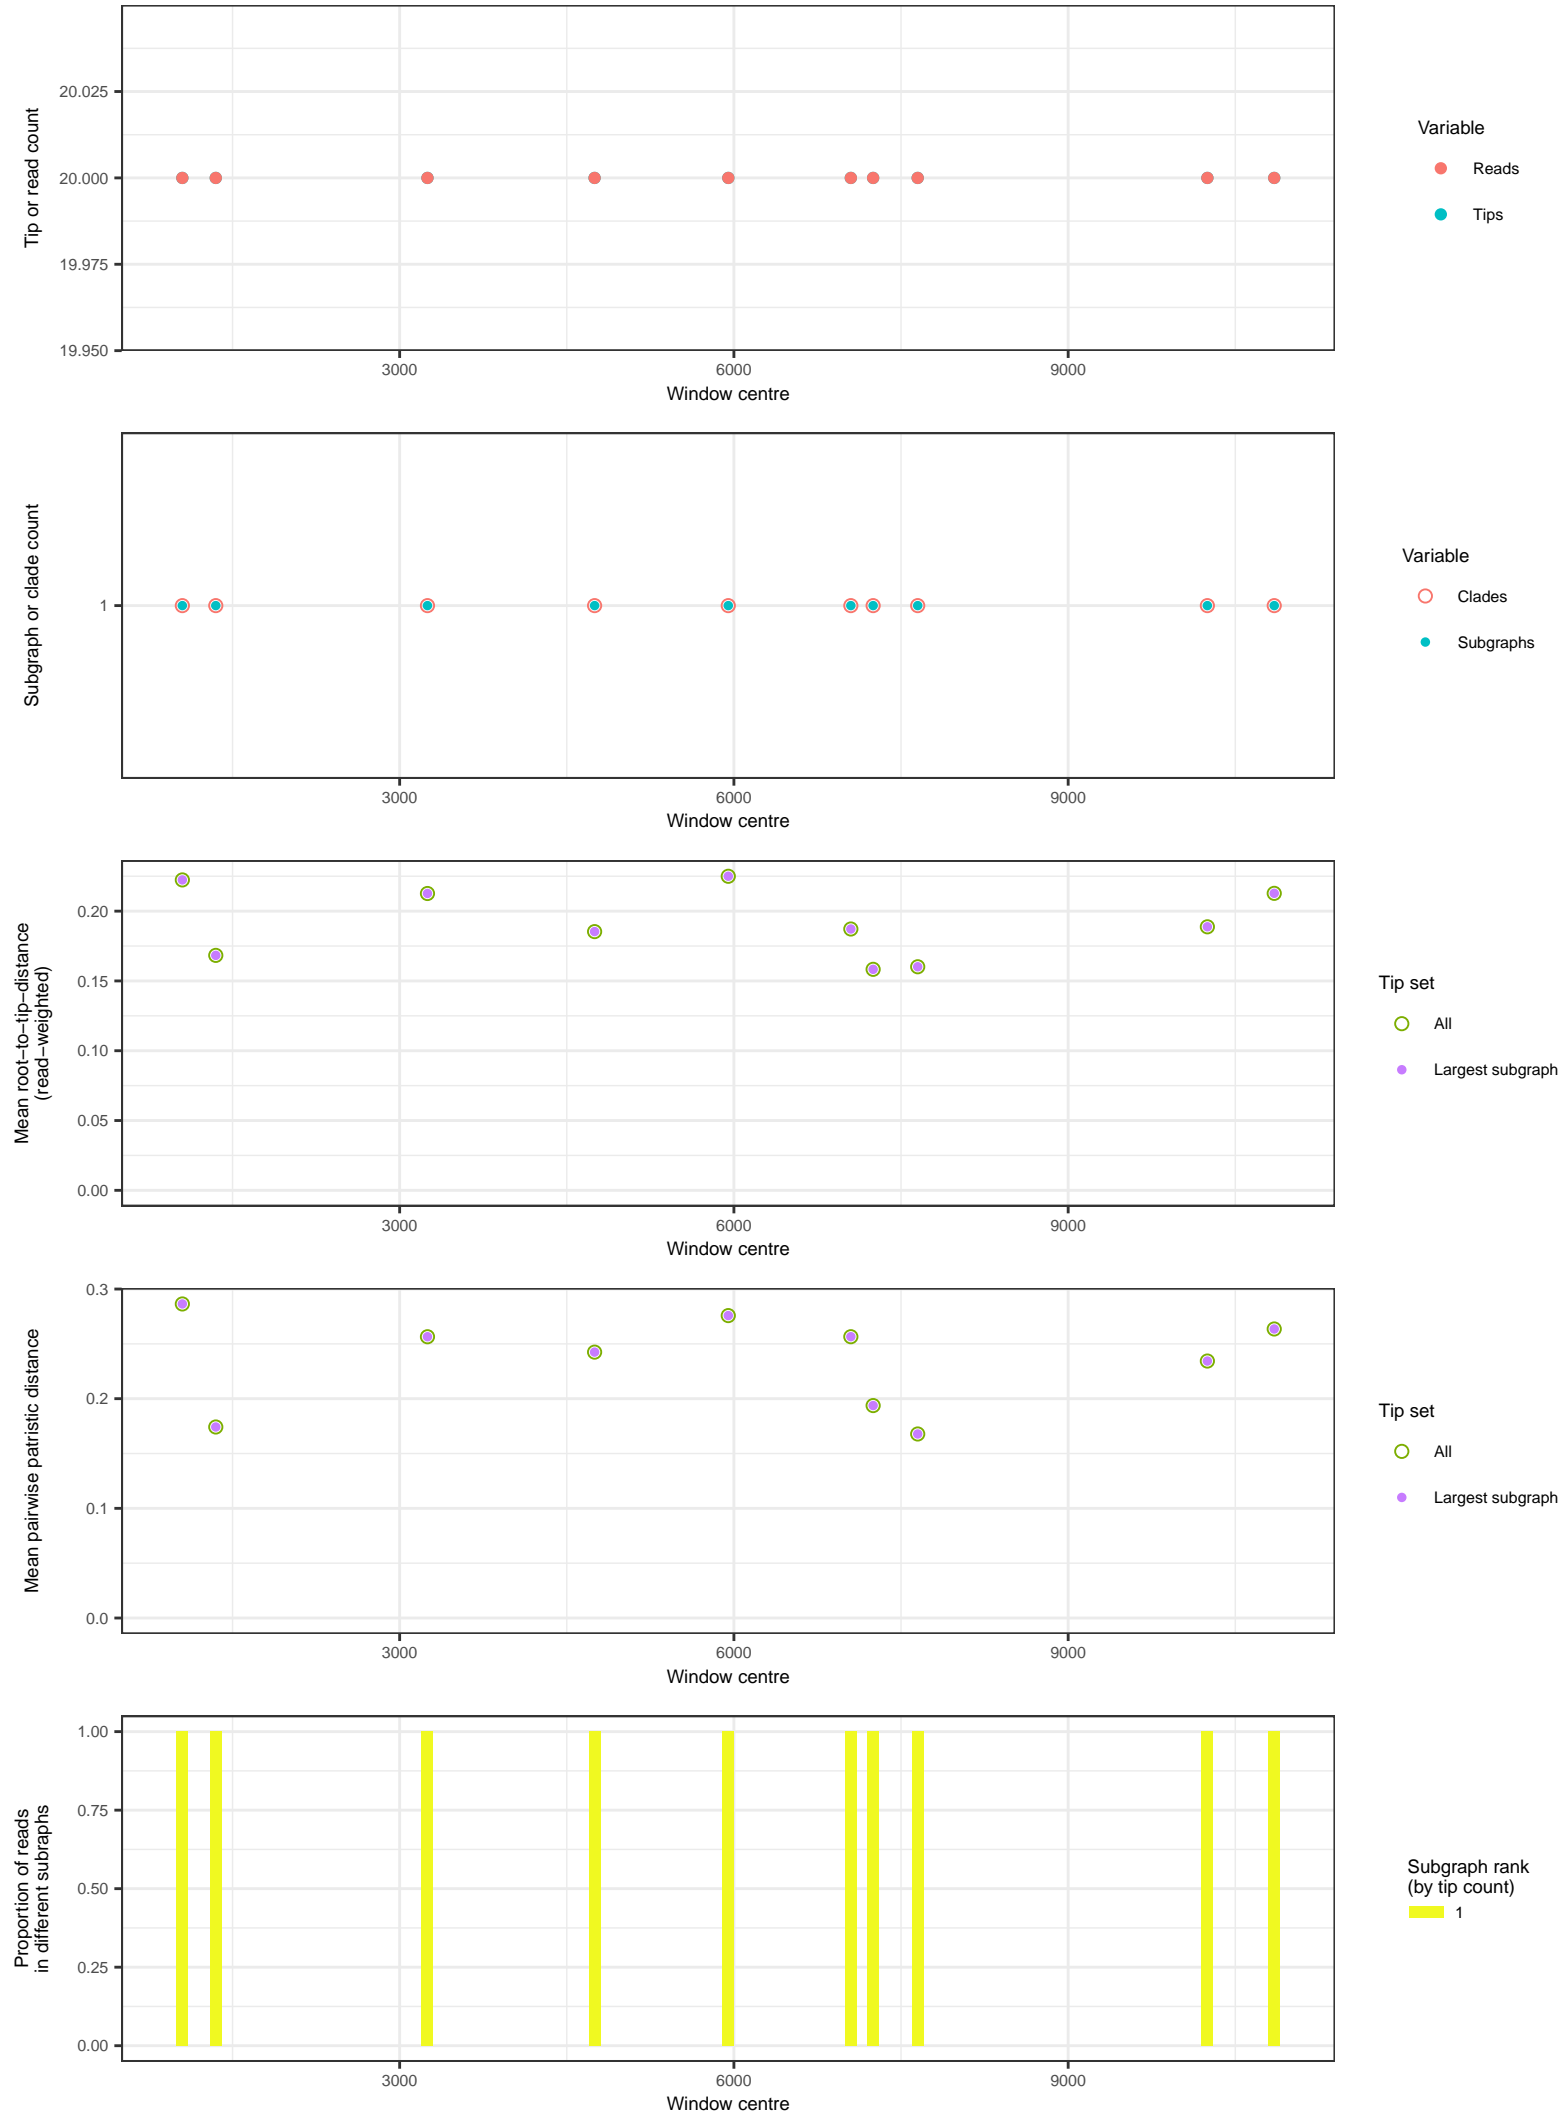 Tip or read count
20.025
20.000
19.975
19.950
3000
6000
9000
Window centre
Variable
Reads
Tips
Subgraph or clade count
1
3000
6000
9000
Window centre
Variable
Clades
Subgraphs
Mean root−to−tip−distance
(read−weighted)
0.20
0.15
0.10
0.05
0.00
3000
6000
9000
Window centre
Tip set
All
Largest subgraph
Mean pairwise patristic distance
0.3
0.2
0.1
0.0
3000
6000
9000
Window centre
Tip set
All
Largest subgraph
Proportion of reads
in different subraphs
1.00
0.75
0.50
0.25
0.00
3000
6000
9000
Window centre
Subgraph rank
(by tip count)
1